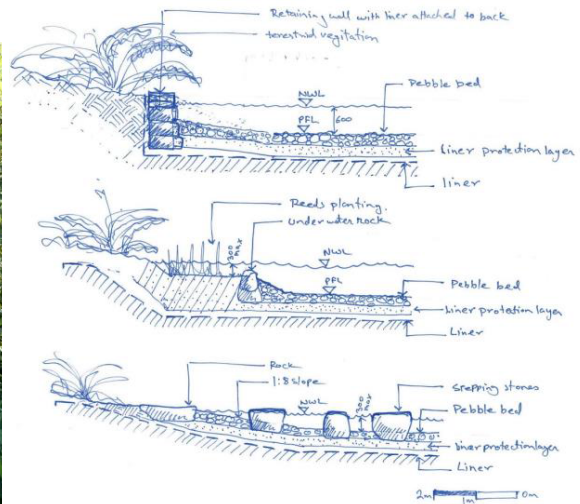 Retaining wall with liner attached to back
terestrial vegitation
Pebble bed
NWL
PFL
600
Liner protection layer
liner
Reeds planting.
underwater rock
300 max
NWL
PFL
Pebble bed
Liner protection layer
Liner
Rock
1:8 slope
NWL
300 max
Stepping stones
Pebble bed
Liner protection layer
Liner
2m 1m 0m